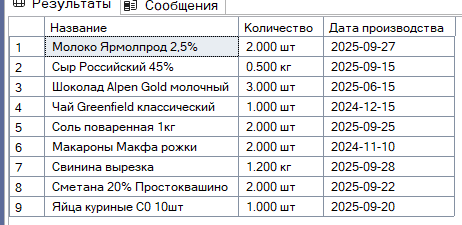 Результаты Сообщения
Название Количество Дата производства
1 Молоко Ярмолпрод 2,5% 2.000 шт 2025-09-27
2 Сыр Российский 45% 0.500 кг 2025-09-15
3 Шоколад Alpen Gold молочный 3.000 шт 2025-06-15
4 Чай Greenfield классический 1.000 шт 2024-12-15
5 Соль поваренная 1кг 2.000 шт 2025-09-25
6 Макароны Макфа рожки 2.000 шт 2024-11-10
7 Свинина вырезка 1.200 кг 2025-09-28
8 Сметана 20% Простоквашино 2.000 шт 2025-09-22
9 Яйца куриные С0 10шт 1.000 шт 2025-09-20